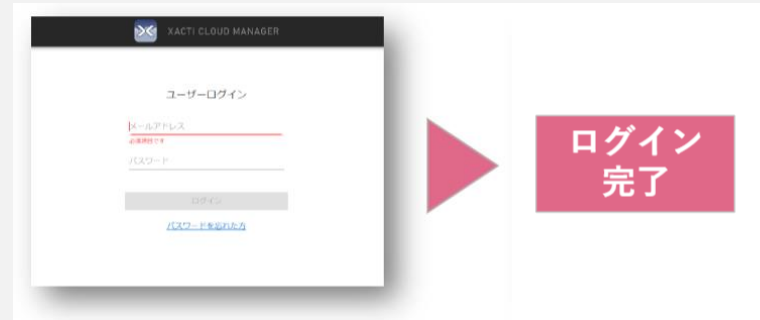 XACTI CLOUD MANAGER
ユーザーログイン
メールアドレス
必須項目です
パスワード
ログイン
パスワードを忘れた方
ログイン
完了